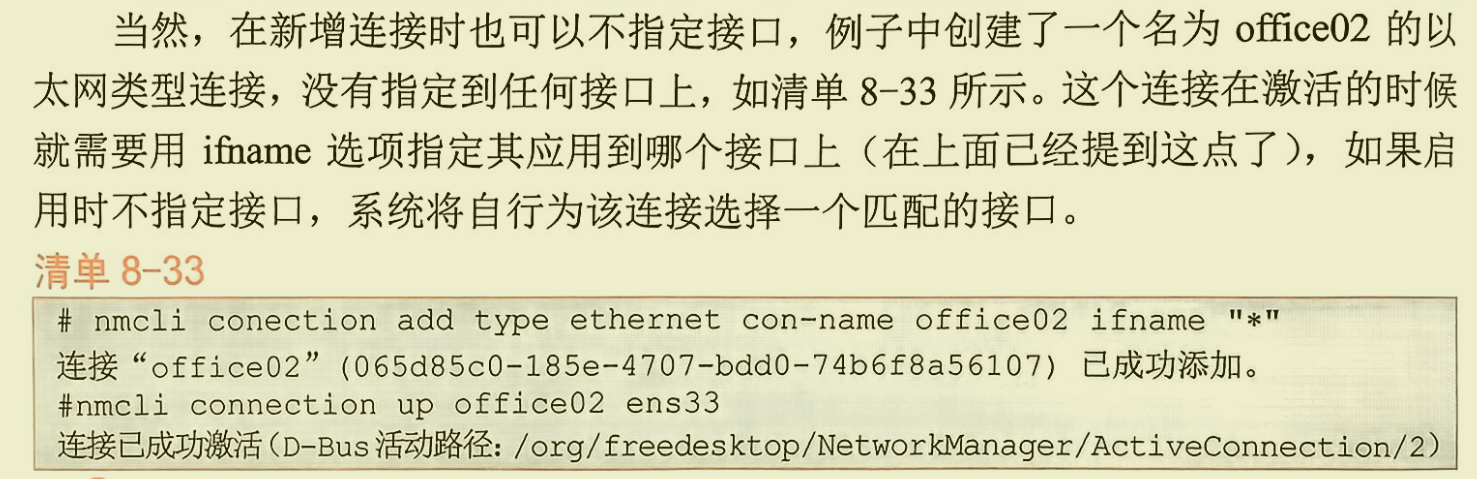 当然，在新增连接时也可以不指定接口，例子中创建了一个名为 office02 的以
太网类型连接，没有指定到任何接口上，如清单 8-33 所示。这个连接在激活的时候
就需要用 ifname 选项指定其应用到哪个接口上（在上面已经提到这点了），如果启
用时不指定接口，系统将自行为该连接选择一个匹配的接口。
清单 8-33
# nmcli conection add type ethernet con-name office02 ifname "*"
连接“office02”(065d85c0-185e-4707-bdd0-74b6f8a56107) 已成功添加。
#nmcli connection up office02 ens33
连接已成功激活(D-Bus 活动路径: /org/freedesktop/NetworkManager/ActiveConnection/2)